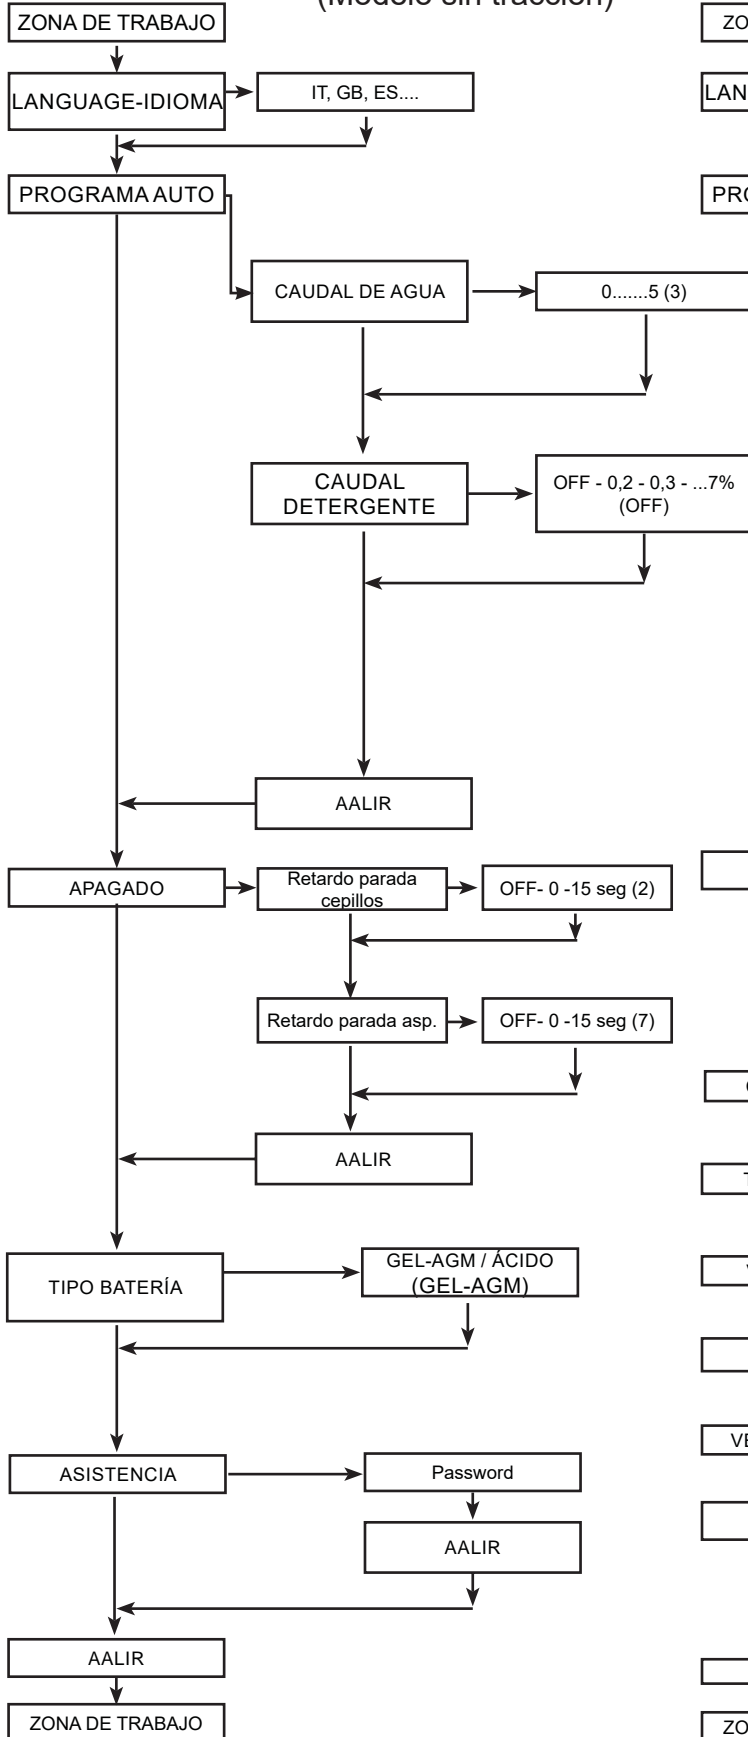 (Modelo sin tracción)
ZONA DE TRABAJO
LANGUAGE-IDIOMA
IT, GB, ES....
PROGRAMA AUTO
CAUDAL DE AGUA
0.......5 (3)
CAUDAL
DETERGENTE
OFF - 0,2 - 0,3 - ...7%
(OFF)
AALIR
APAGADO
Retardo parada
cepillos
OFF- 0 -15 seg (2)
Retardo parada asp.
OFF- 0 -15 seg (7)
AALIR
TIPO BATERÍA
GEL-AGM / ÁCIDO
(GEL-AGM)
ASISTENCIA
Password
AALIR
AALIR
ZONA DE TRABAJO